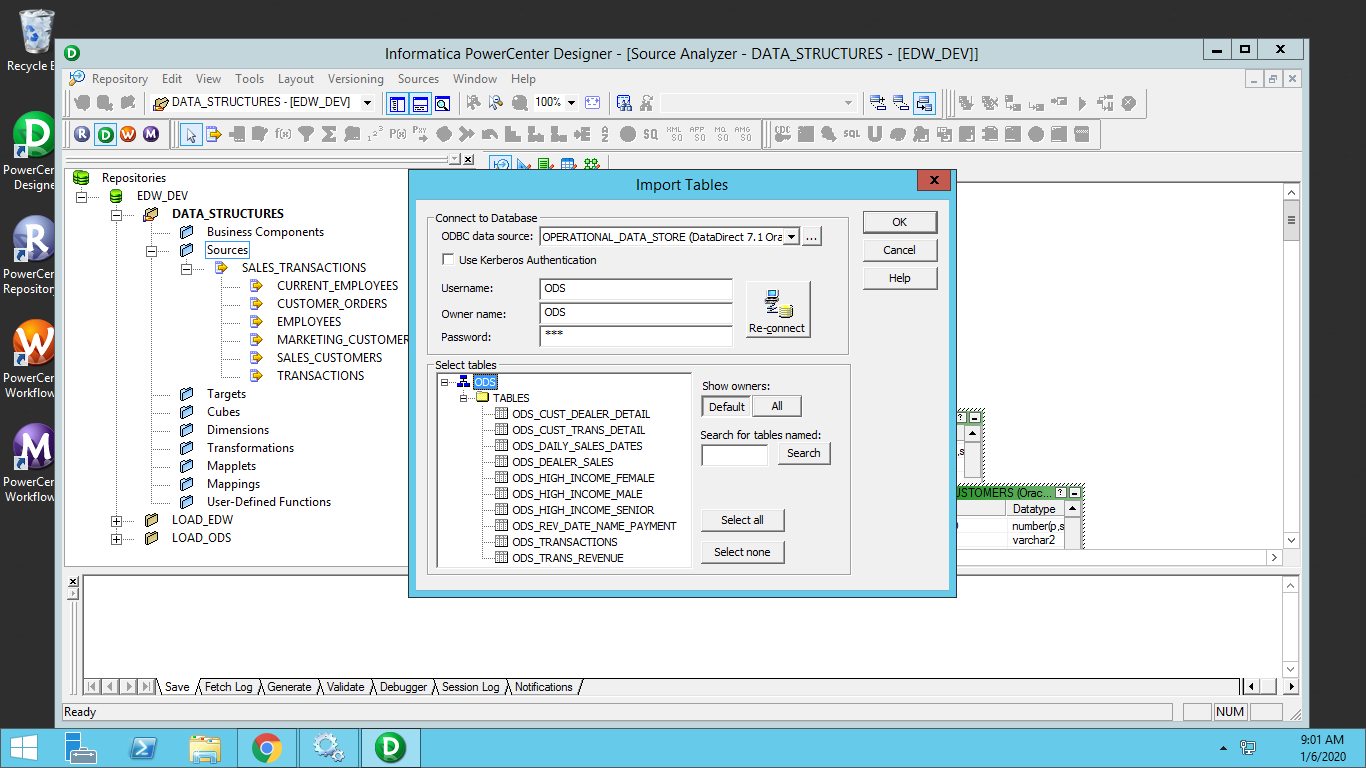 Recycle B
PowerCen
Designe
PowerCen
Repositor
PowerCen
Workflow
PowerCen
Workflow
Informatica PowerCenter Designer - [Source Analyzer - DATA_STRUCTURES - [EDW_DEV]]
Repository Edit View Tools Layout Versioning Sources Window Help
DATA_STRUCTURES - [EDW_DEV]
100%
Repositories
EDW_DEV
DATA_STRUCTURES
Business Components
Sources
SALES_TRANSACTIONS
CURRENT_EMPLOYEES
CUSTOMER_ORDERS
EMPLOYEES
MARKETING_CUSTOMER
SALES_CUSTOMERS
TRANSACTIONS
Targets
Cubes
Dimensions
Transformations
Mapplets
Mappings
User-Defined Functions
LOAD_EDW
LOAD_ODS
Import Tables
Connect to Database
ODBC data source: OPERATIONAL_DATA_STORE (DataDirect 7.1 Ora
...
Use Kerberos Authentication
Username: ODS
Owner name: ODS
Password: ***
Re-connect
OK
Cancel
Help
Select tables
ODS
TABLES
ODS_CUST_DEALER_DETAIL
ODS_CUST_TRANS_DETAIL
ODS_DAILY_SALES_DATES
ODS_DEALER_SALES
ODS_HIGH_INCOME_FEMALE
ODS_HIGH_INCOME_MALE
ODS_HIGH_INCOME_SENIOR
ODS_REV_DATE_NAME_PAYMENT
ODS_TRANSACTIONS
ODS_TRANS_REVENUE
Show owners:
Default All
Search for tables named:
Search
Select all
Select none
USTOMERS (Orac...
Datatype
number(p,s
varchar2
Save Fetch Log Generate Validate Debugger Session Log Notifications
Ready
NUM
9:01 AM
1/6/2020